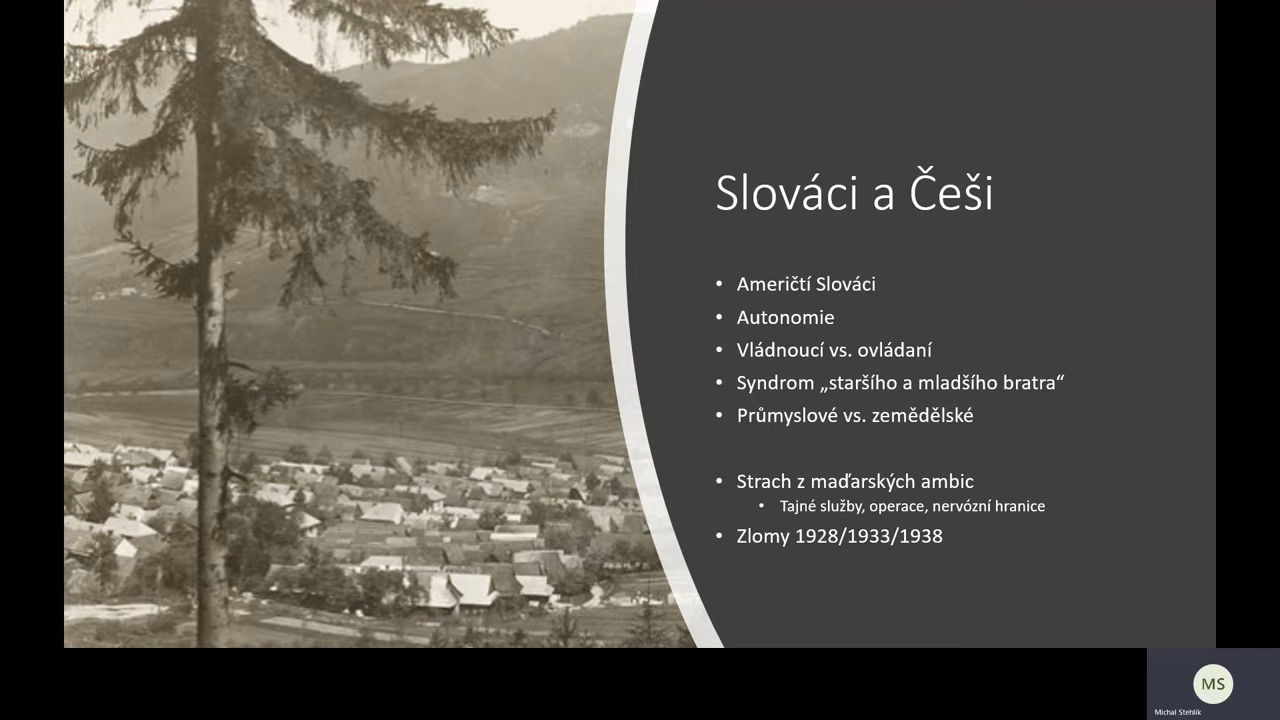 Slováci a Češi
• Američtí Slováci
• Autonomie
• Vládnoucí vs. ovládaní
• Syndrom „staršího a mladšího bratra“
• Průmyslové vs. zemědělské
• Strach z maďarských ambic
• Tajné služby, operace, nervózní hranice
• Zlomy 1928/1933/1938
MS
Michal Stehlík